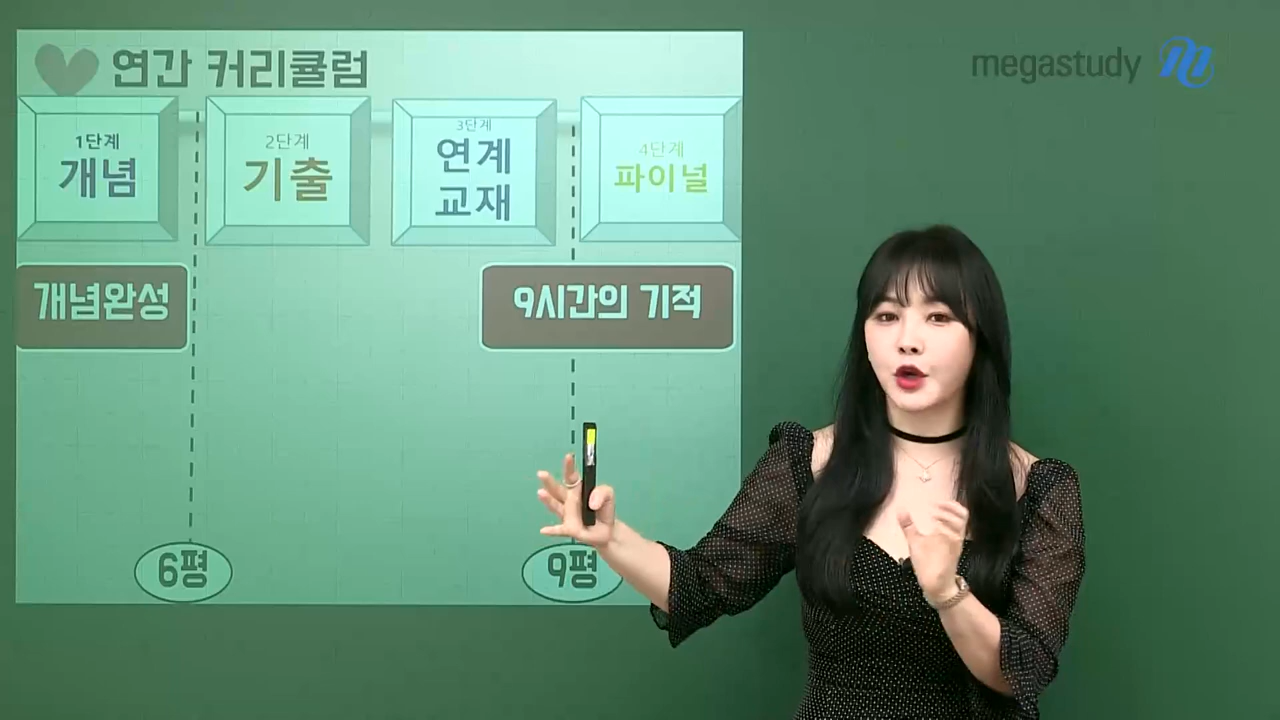 연간 커리큘럼
megastudy
1단계
개념
2단계
기출
3단계
연계
교재
4단계
파이널
개념완성
9시간의 기적
6평
9평